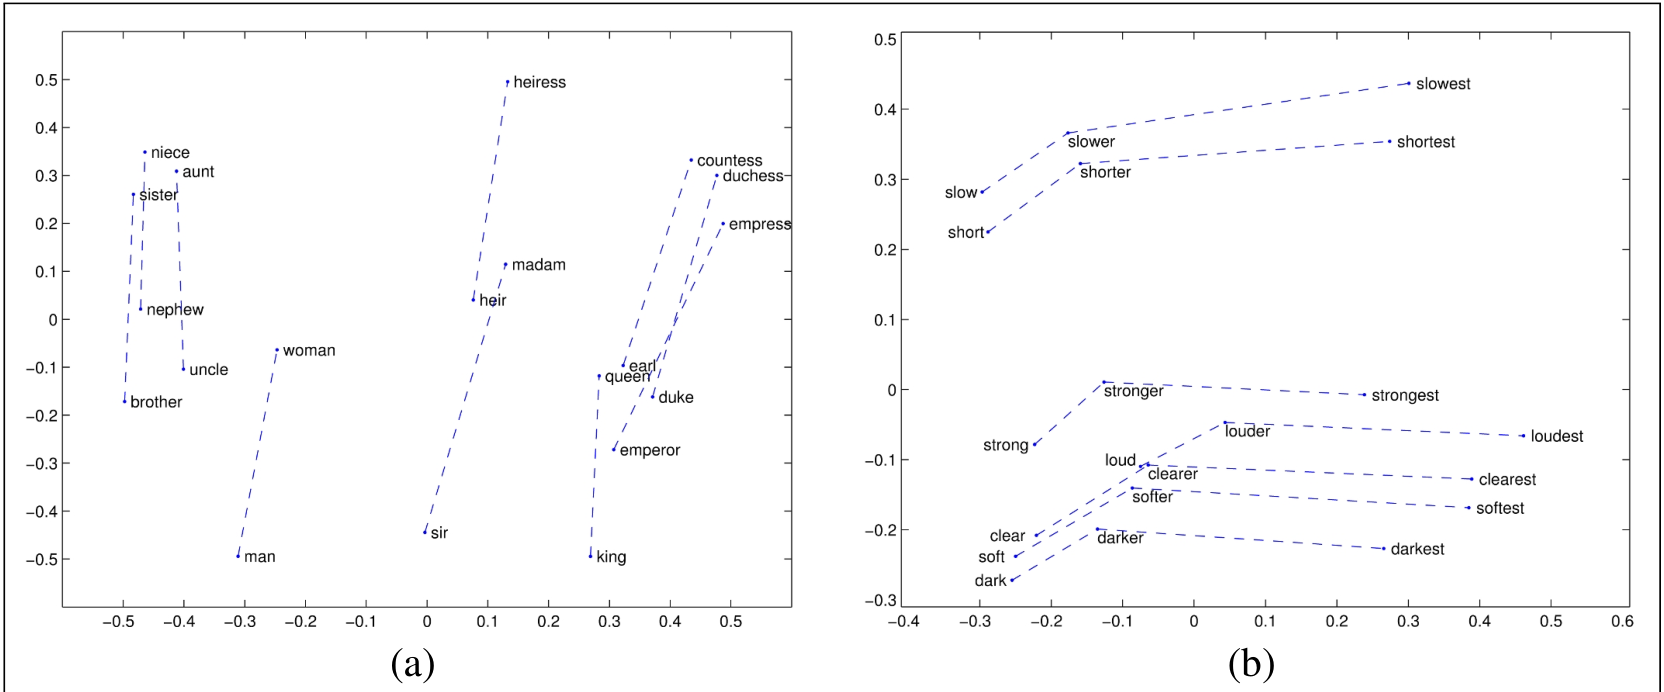 0.5
0.4
0.3
0.2
0.1
0
−0.1
−0.2
−0.3
−0.4
−0.5
heiress
niece
aunt
sister
countess
duchess
empress
madam
heir
nephew
woman
uncle
earl
queen
duke
brother
emperor
sir
man
king
−0.5 −0.4 −0.3 −0.2 −0.1 0 0.1 0.2 0.3 0.4 0.5
(a)
0.5
0.4
0.3
0.2
0.1
0
−0.1
−0.2
−0.3
slowest
slower
shortest
shorter
slow
short
stronger
strongest
louder
loudest
strong
loud
clearer
clearest
softer
softest
clear
darker
darkest
soft
dark
−0.4 −0.3 −0.2 −0.1 0 0.1 0.2 0.3 0.4 0.5 0.6
(b)